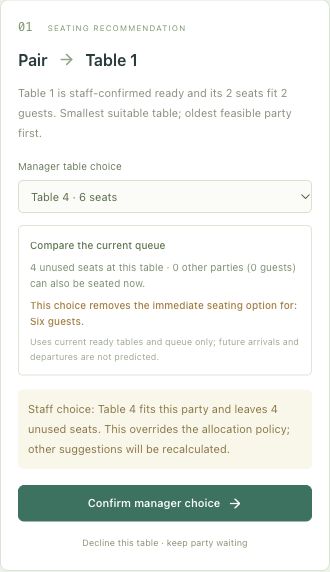 01 SEATING RECOMMENDATION
Pair → Table 1
Table 1 is staff-confirmed ready and its 2 seats fit 2
guests. Smallest suitable table; oldest feasible party
first.
Manager table choice
Table 4 · 6 seats
Compare the current queue
4 unused seats at this table · 0 other parties (0 guests)
can also be seated now.
This choice removes the immediate seating option for:
Six guests.
Uses current ready tables and queue only; future arrivals and
departures are not predicted.
Staff choice: Table 4 fits this party and leaves 4
unused seats. This overrides the allocation policy;
other suggestions will be recalculated.
Confirm manager choice →
Decline this table · keep party waiting